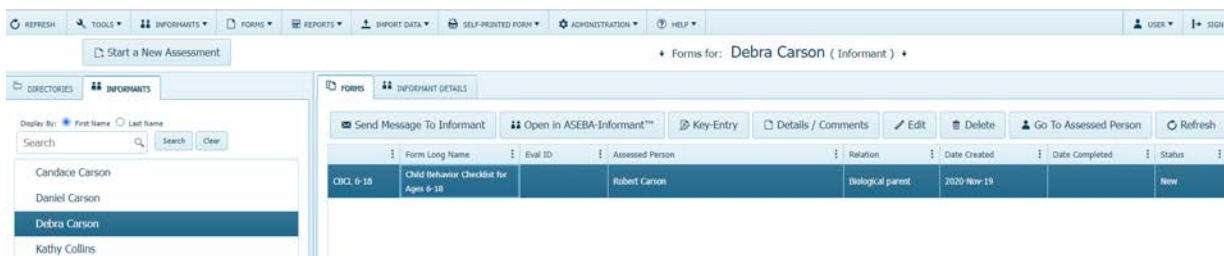 REFRESH TOOLS INFORMANTS FORMS REPORTS IMPORT DATA SELF-PRINTED FORM ADMINISTRATION HELP USER SIGN
Start a New Assessment
Forms for: Debra Carson ( Informant )
DIRECTORIES INFORMANTS
FORMS INFORMANT DETAILS
Display By: First Name Last Name
Search Search Clear
Candace Carson
Daniel Carson
Debra Carson
Kathy Collins
Send Message To Informant Open in ASEBA-Informant™ Key-Entry Details / Comments Edit Delete Go To Assessed Person Refresh
Form Long Name Eval ID Assessed Person Relation Date Created Date Completed Status
CBCL 6-18 Child Behavior Checklist for Robert Carson Biological parent 2020-Nov-19 New
Ages 6-18